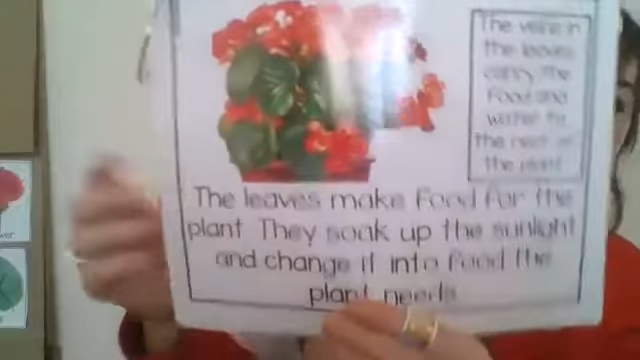 The veins in
the leaves
carry the
food and
water to
the rest of
the plant
The leaves make food for the
plant. They soak up the sunlight
and change it into food the
plant needs